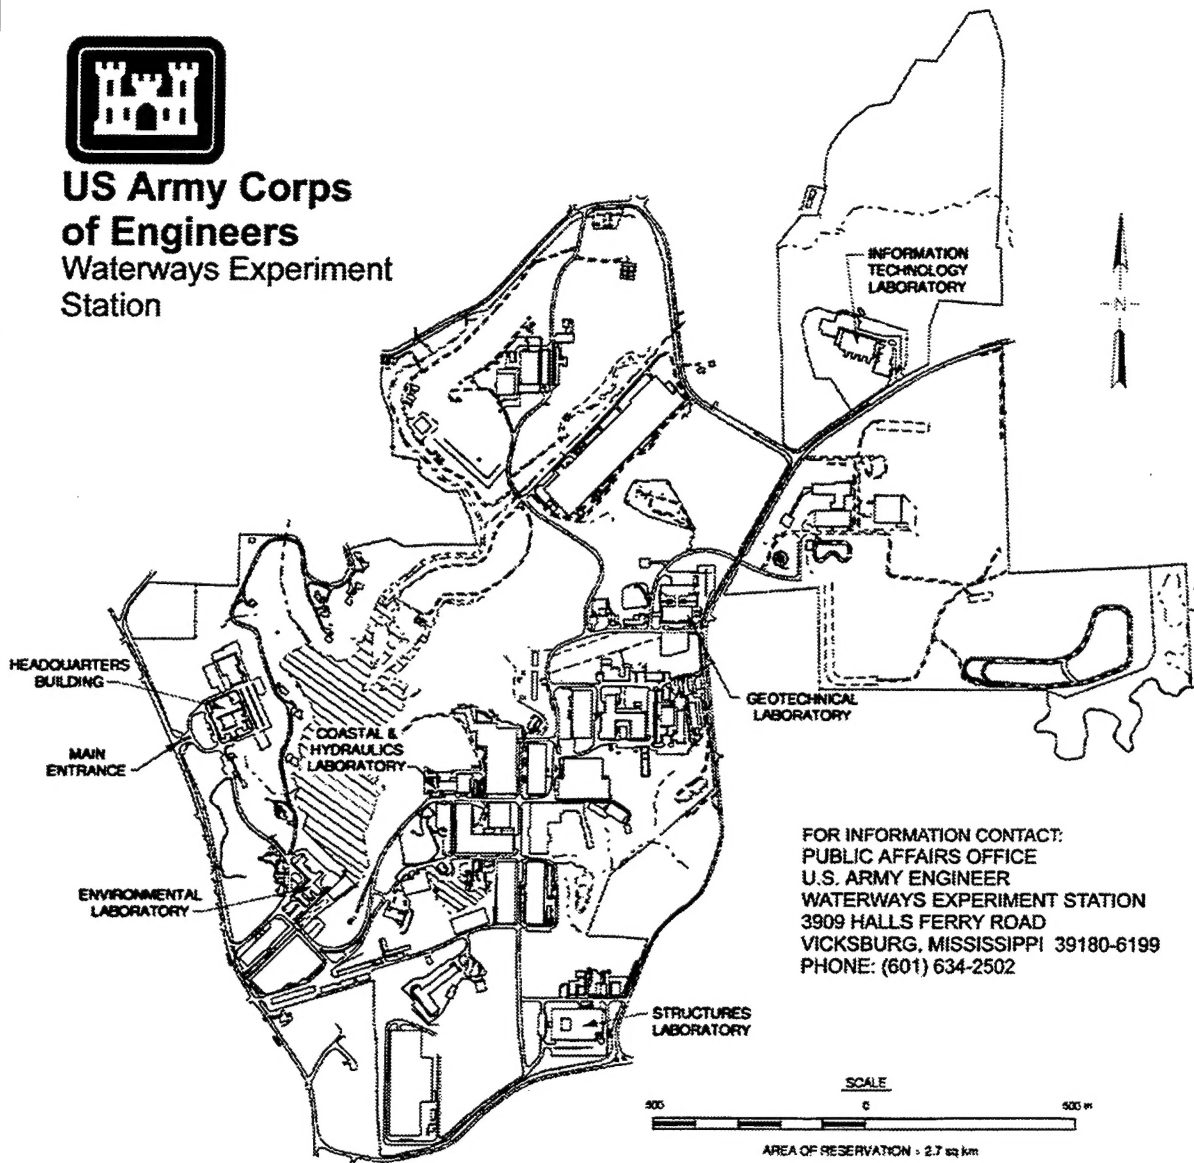 US Army Corps
of Engineers
Waterways Experiment
Station
INFORMATION
TECHNOLOGY
LABORATORY
N
HEADQUARTERS
BUILDING
MAIN
ENTRANCE
COASTAL &
HYDRAULICS
LABORATORY
GEOTECHNICAL
LABORATORY
ENVIRONMENTAL
LABORATORY
FOR INFORMATION CONTACT:
PUBLIC AFFAIRS OFFICE
U.S. ARMY ENGINEER
WATERWAYS EXPERIMENT STATION
3909 HALLS FERRY ROAD
VICKSBURG, MISSISSIPPI 39180-6199
PHONE: (601) 634-2502
STRUCTURES
LABORATORY
SCALE
500 0 500 m
AREA OF RESERVATION = 2.7 sq km